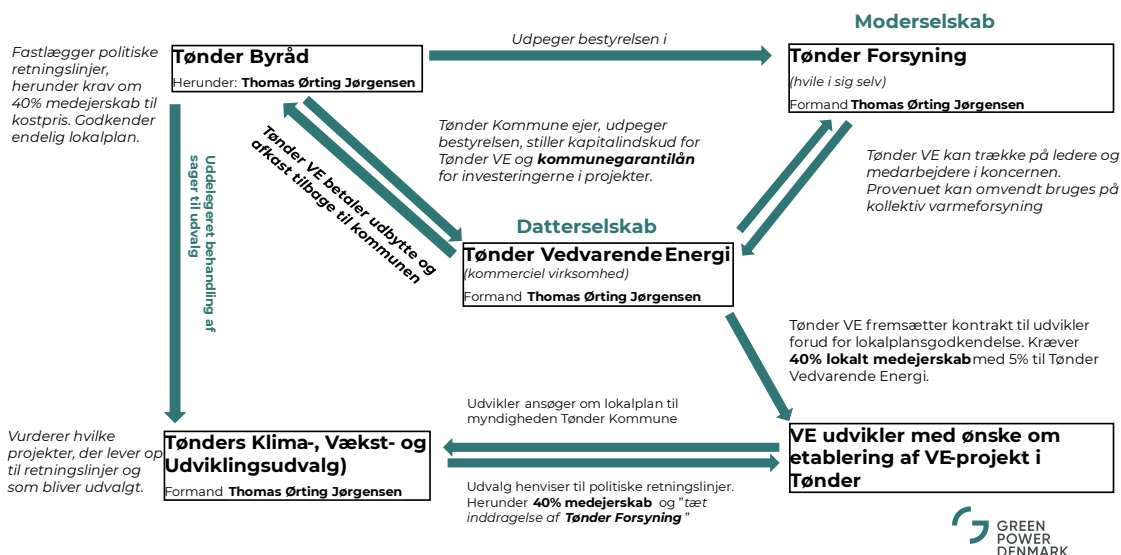 Moderselskab
Fastlægger politiske
retningslinjer,
herunder krav om
40% medejerskab til
kostpris. Godkender
endelig lokalplan.
Tønder Byråd
Herunder: Thomas Ørting Jørgensen
Udpeger bestyrelsen i
Tønder Forsyning
(hvile i sig selv)
Formand Thomas Ørting Jørgensen
Tønder VE betaler udbytte og
afkast tilbage til kommunen
Tønder Kommune ejer, udpeger
bestyrelsen, stiller kapitalindskud for
Tønder VE og kommunegarantilån
for investeringerne i projekter.
Tønder VE kan trække på ledere og
medarbejdere i koncernen.
Provenuet kan omvendt bruges på
kollektiv varmeforsyning
Uddelegeret behandling af
sager til udvalg
Datterselskab
Tønder Vedvarende Energi
(kommerciel virksomhed)
Formand Thomas Ørting Jørgensen
Tønder VE fremsætter kontrakt til udvikler
forud for lokalplansgodkendelse. Kræver
40% lokalt medejerskab med 5% til Tønder
Vedvarende Energi.
Udvikler ansøger om lokalplan til
myndigheden Tønder Kommune
Vurderer hvilke
projekter, der lever op
til retningslinjer og
som bliver udvalgt.
Tønders Klima-, Vækst- og
Udviklingsudvalg)
Formand Thomas Ørting Jørgensen
VE udvikler med ønske om
etablering af VE-projekt i
Tønder
Udvalg henviser til politiske retningslinjer.
Herunder 40% medejerskab og "tæt
inddragelse af Tønder Forsyning"
GREEN
POWER
DENMARK